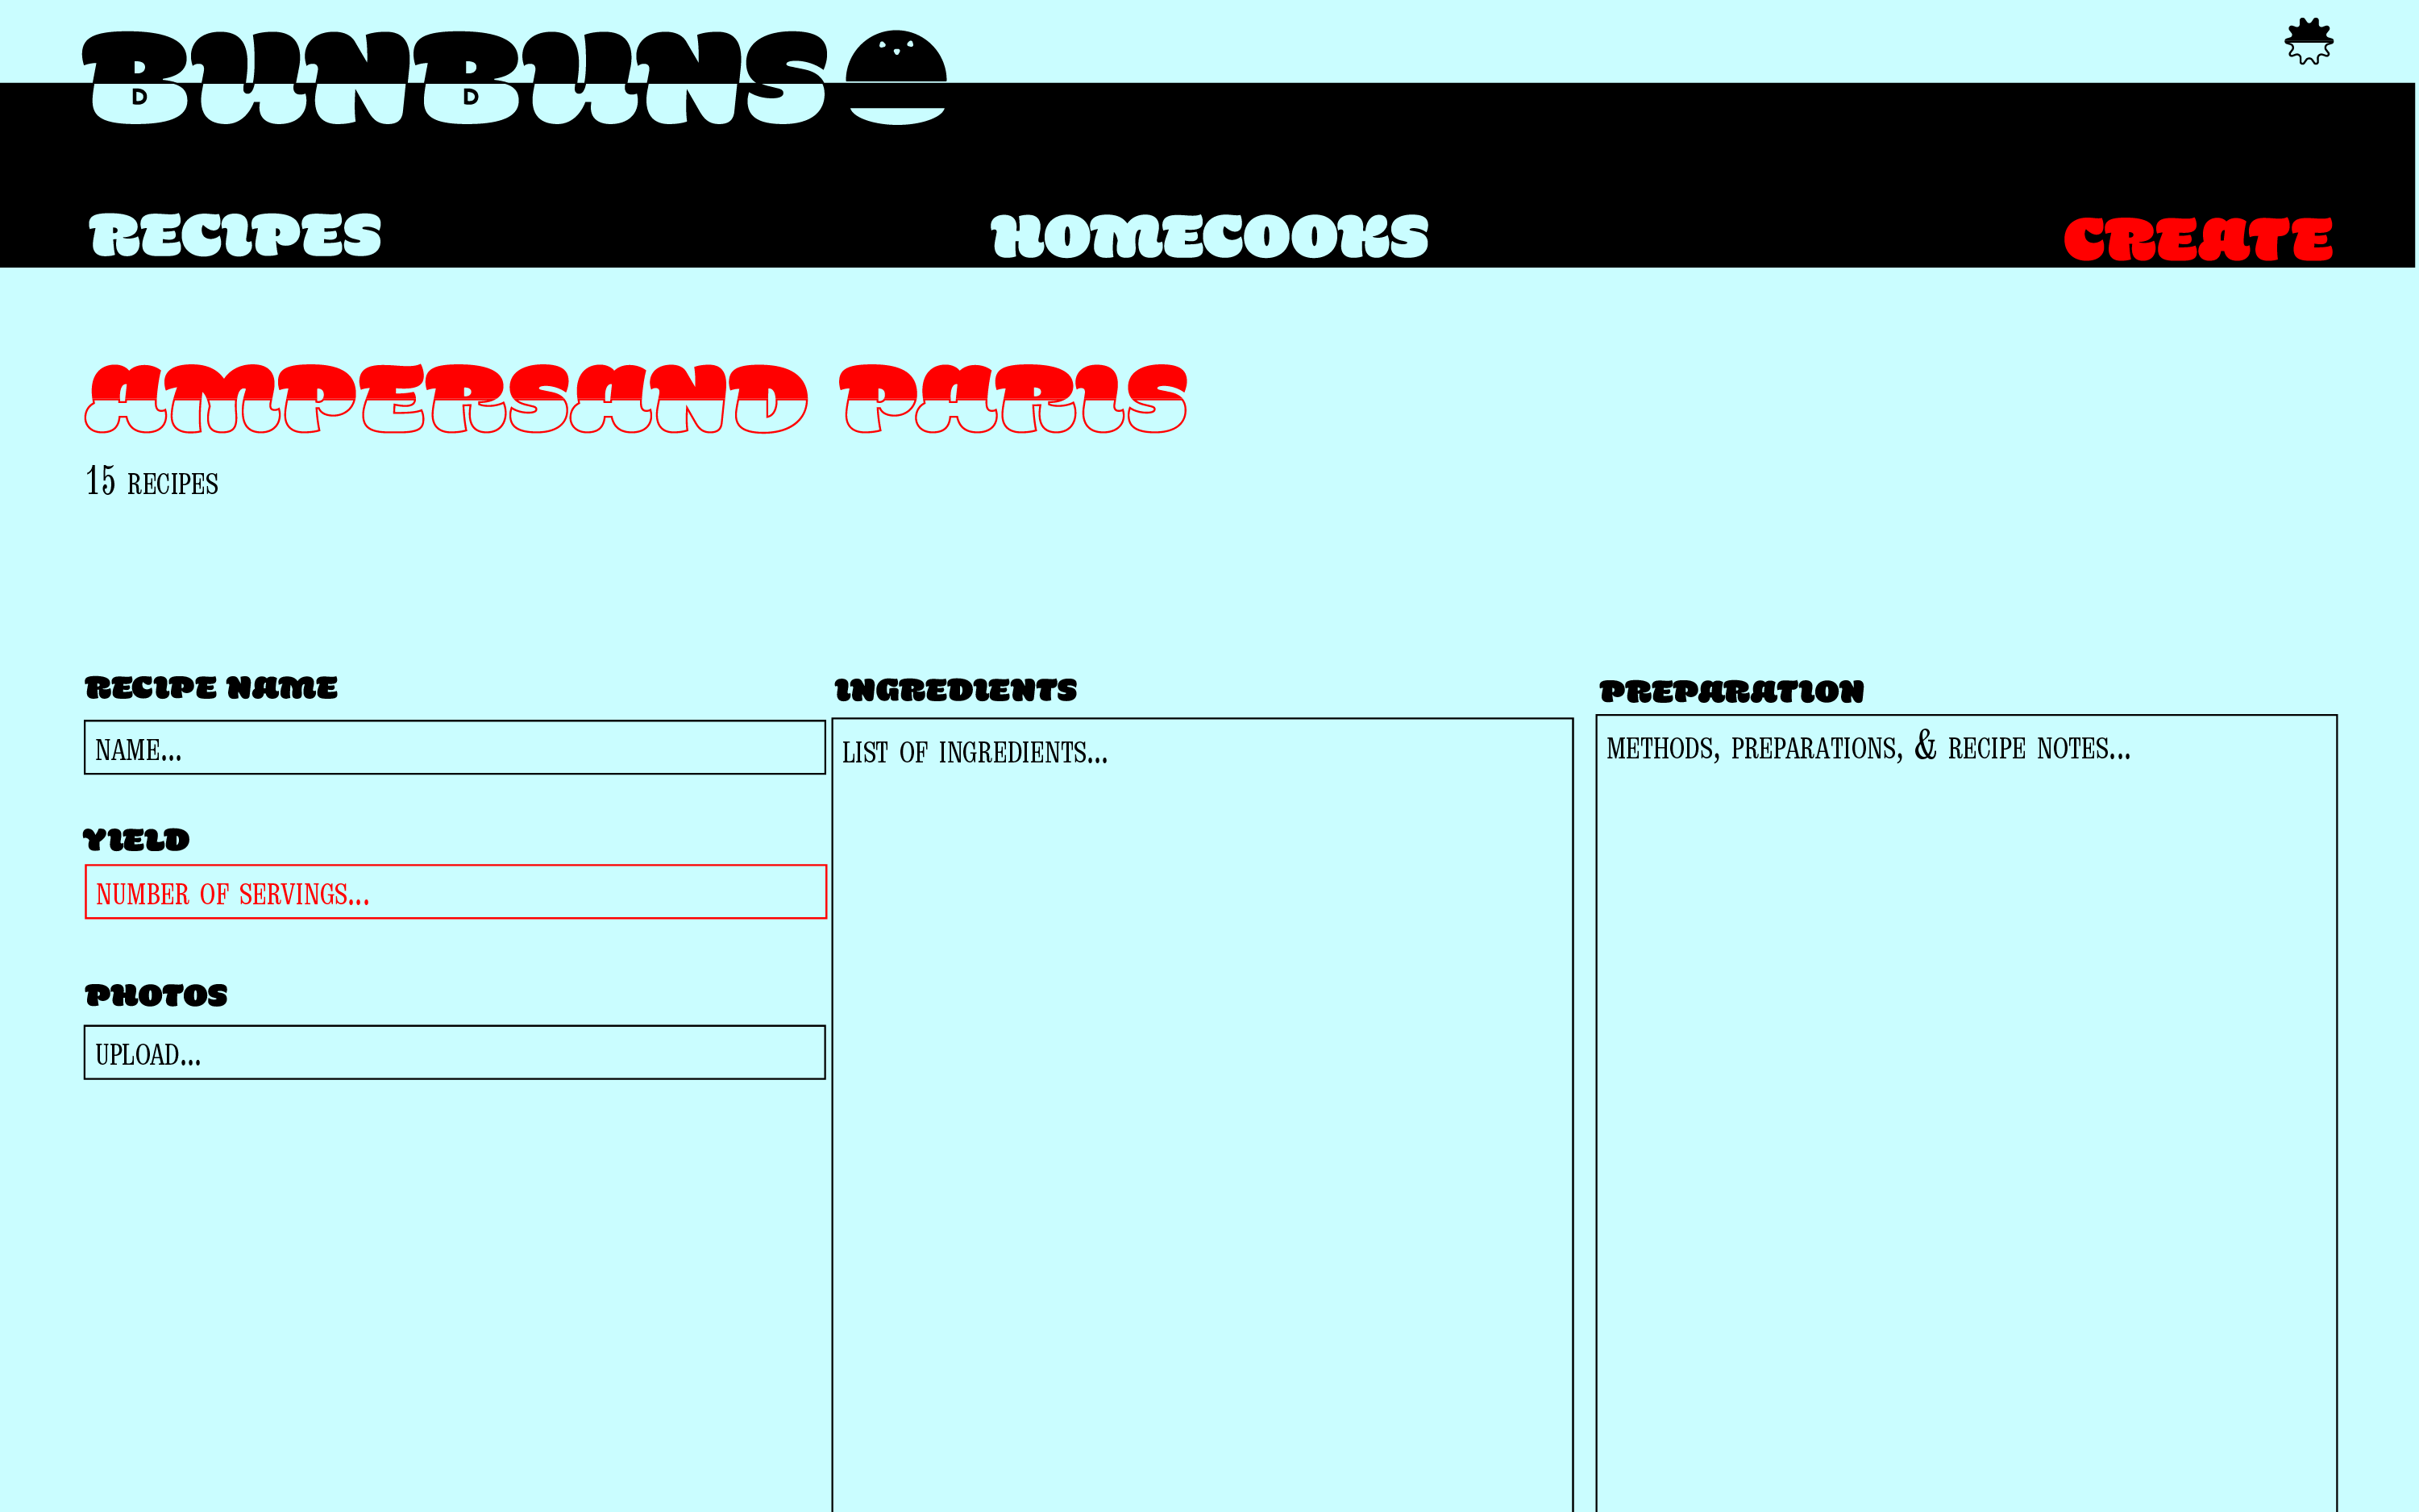 BUNBUNS
RECIPES
HOMECOOKS
CREATE
AMPERSAND PARIS
15 RECIPES
RECIPE NAME
NAME...
YIELD
NUMBER OF SERVINGS...
PHOTOS
UPLOAD...
INGREDIENTS
LIST OF INGREDIENTS...
PREPARATION
METHODS, PREPARATIONS, & RECIPE NOTES...